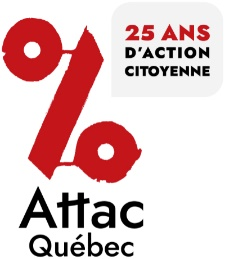 %
25 ANS
D'ACTION
CITOYENNE
Attac
Québec